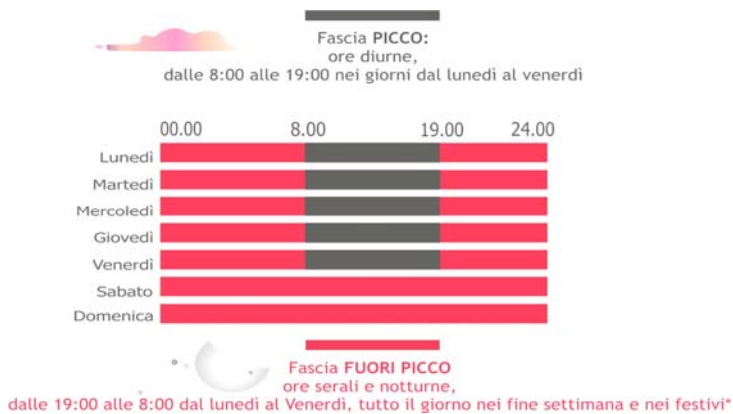 Fascia PICCO:
ore diurne,
dalle 8:00 alle 19:00 nei giorni dal lunedì al venerdì
00.00 8.00 19.00 24.00
Lunedì
Martedì
Mercoledì
Giovedì
Venerdì
Sabato
Domenica
Fascia FUORI PICCO
ore serali e notturne,
dalle 19:00 alle 8:00 dal lunedì al Venerdì, tutto il giorno nei fine settimana e nei festivi*